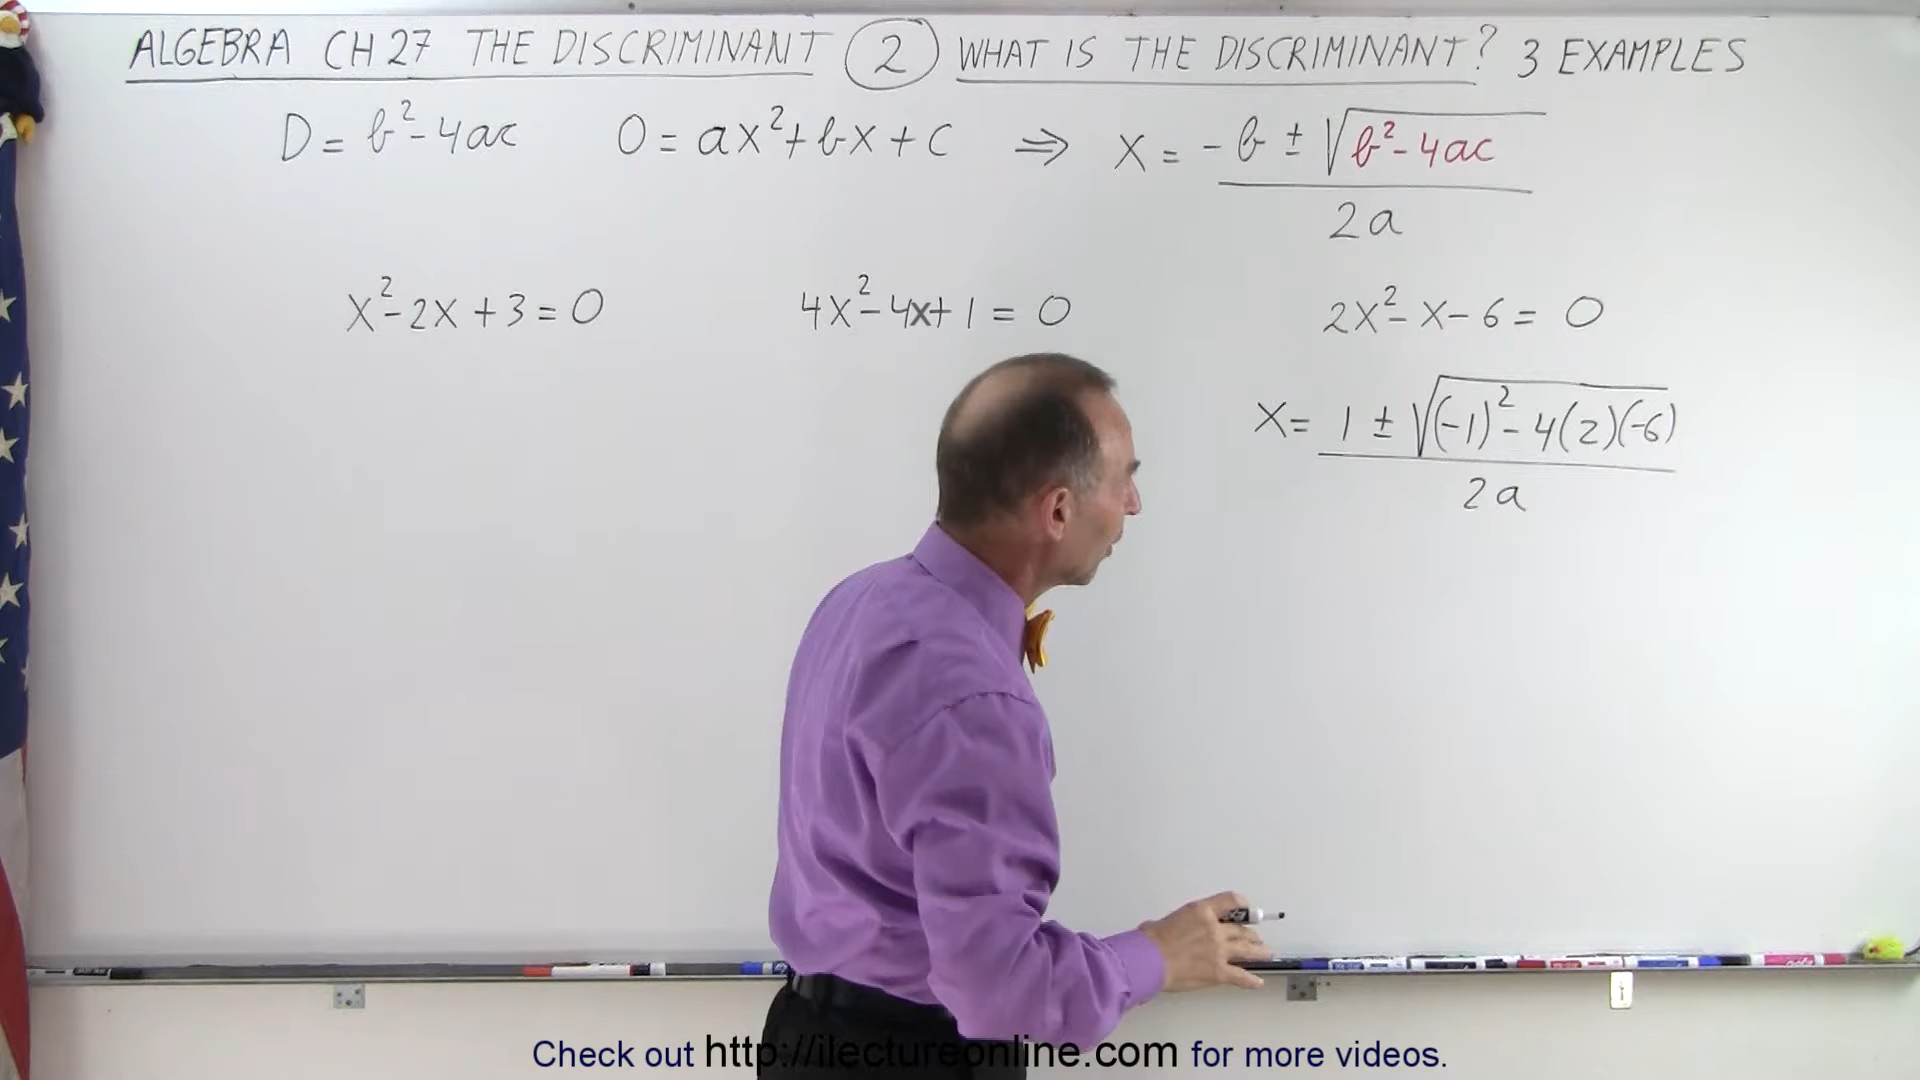 ALGEBRA CH 27 THE DISCRIMINANT (2) WHAT IS THE DISCRIMINANT? 3 EXAMPLES
D = b² - 4ac 0 = ax² + bx + c ⇒ x = (-b ± √(b² - 4ac)) / 2a
x² - 2x + 3 = 0 4x² - 4x + 1 = 0 2x² - x - 6 = 0
x = (1 ± √((-1)² - 4(2)(-6))) / 2a
Check out http://ilectureonline.com for more videos.